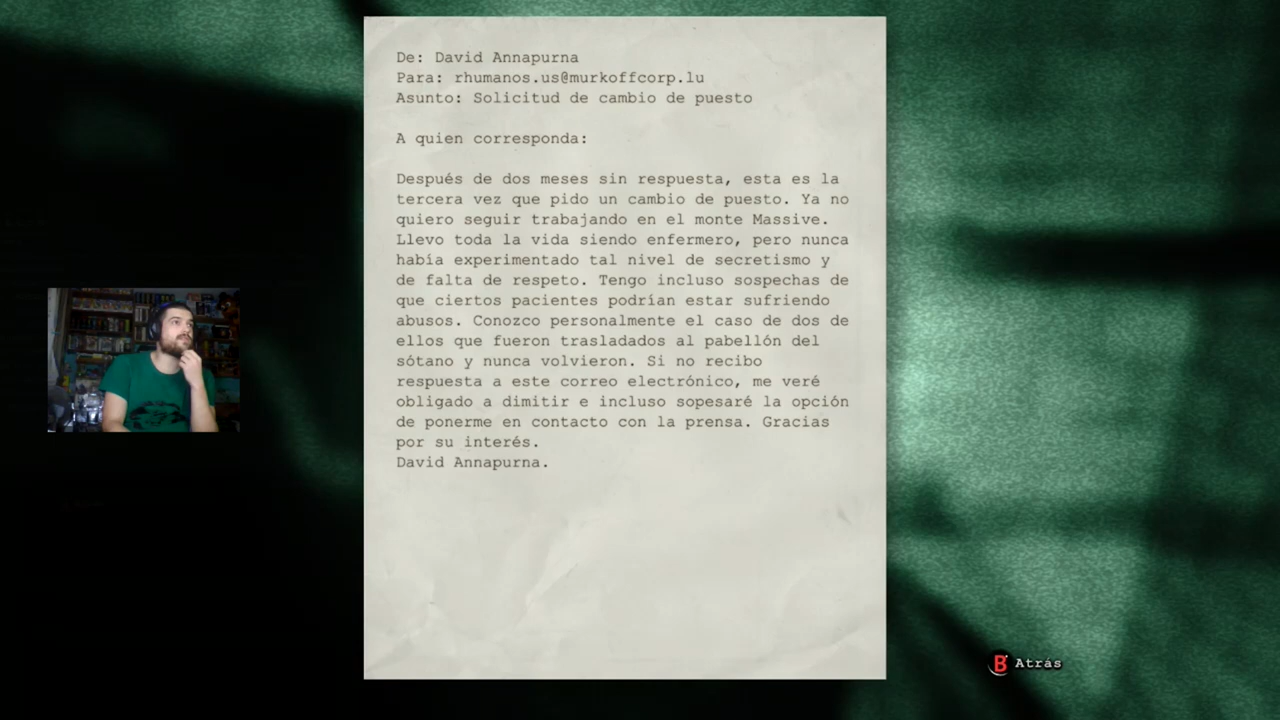 De: David Annapurna
Para: rhumanos.us@murkoffcorp.lu
Asunto: Solicitud de cambio de puesto
A quien corresponda:
Después de dos meses sin respuesta, esta es la
tercera vez que pido un cambio de puesto. Ya no
quiero seguir trabajando en el monte Massive.
Llevo toda la vida siendo enfermero, pero nunca
había experimentado tal nivel de secretismo y
de falta de respeto. Tengo incluso sospechas de
que ciertos pacientes podrían estar sufriendo
abusos. Conozco personalmente el caso de dos de
ellos que fueron trasladados al pabellón del
sótano y nunca volvieron. Si no recibo
respuesta a este correo electrónico, me veré
obligado a dimitir e incluso sopesaré la opción
de ponerme en contacto con la prensa. Gracias
por su interés.
David Annapurna.
B Atrás